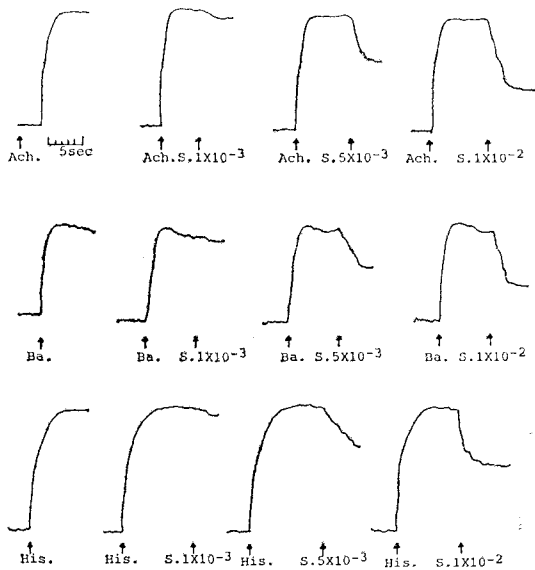 5sec
Ach. Ach. S.1X10⁻³ Ach. S.5X10⁻³ Ach. S.1X10⁻²
Ba. Ba. S.1X10⁻³ Ba. S.5X10⁻³ Ba. S.1X10⁻²
His. His. S.1X10⁻³ His. S.5X10⁻³ His. S.1X10⁻²